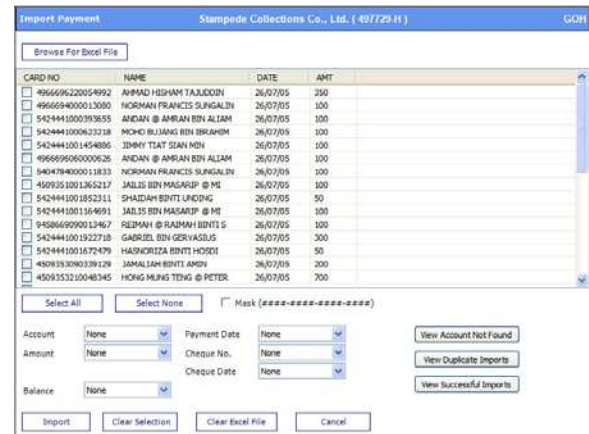 Import Payment Stampede Collections Co., Ltd. ( 497729-H ) GOH
Browse For Excel File
CARD NO NAME DATE AMT
4966696220054992 AHMAD HISHAM TAJUDDIN 26/07/05 350
4966694000013080 NORMAN FRANCIS SUNGALIN 26/07/05 100
5424441000393655 ANDAN @ AMRAN BIN ALIAM 26/07/05 100
5424441000623218 MOHD BUJANG BIN IBRAHIM 26/07/05 100
5424441001454886 JIMMY TIAT SIAN MIN 26/07/05 100
4966696060000626 ANDAN @ AMRAN BIN ALIAM 26/07/05 100
5404784000011833 NORMAN FRANCIS SUNGALIN 26/07/05 100
4509351001365217 JAILIS BIN MASARIP @ MI 26/07/05 100
5424441001852311 SHAIDAH BINTI UNDING 26/07/05 50
5424441001164691 JAILIS BIN MASARIP @ MI 26/07/05 100
9458669090013467 REIMAH @ RAIMAH BINTI S 26/07/05 100
5424441001922718 GABRIEL BIN GERVASIUS 26/07/05 300
5424441001672479 HASNORIZA BINTI HOSDI 26/07/05 50
4509353090339129 JAMALIAH BINTI AMIN 26/07/05 200
4509353210048345 HONG MUNG TENG @ PETER 26/07/05 700
Select All Select None Mask (####-####-####-####)
Account None Payment Date None View Account Not Found
Amount None Cheque No. None View Duplicate Imports
Cheque Date None
Balance None View Successful Imports
Import Clear Selection Clear Excel File Cancel